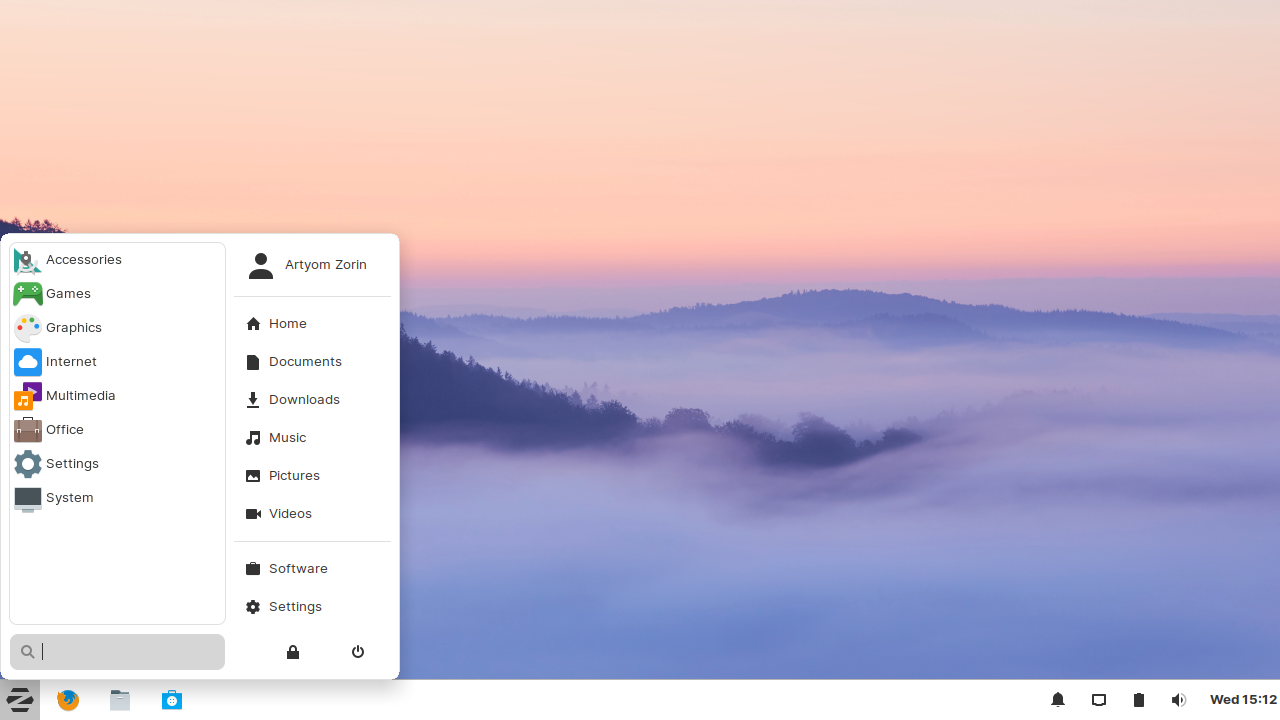 Accessories
Games
Graphics
Internet
Multimedia
Office
Settings
System
Artyom Zorin
Home
Documents
Downloads
Music
Pictures
Videos
Software
Settings
Wed 15:12